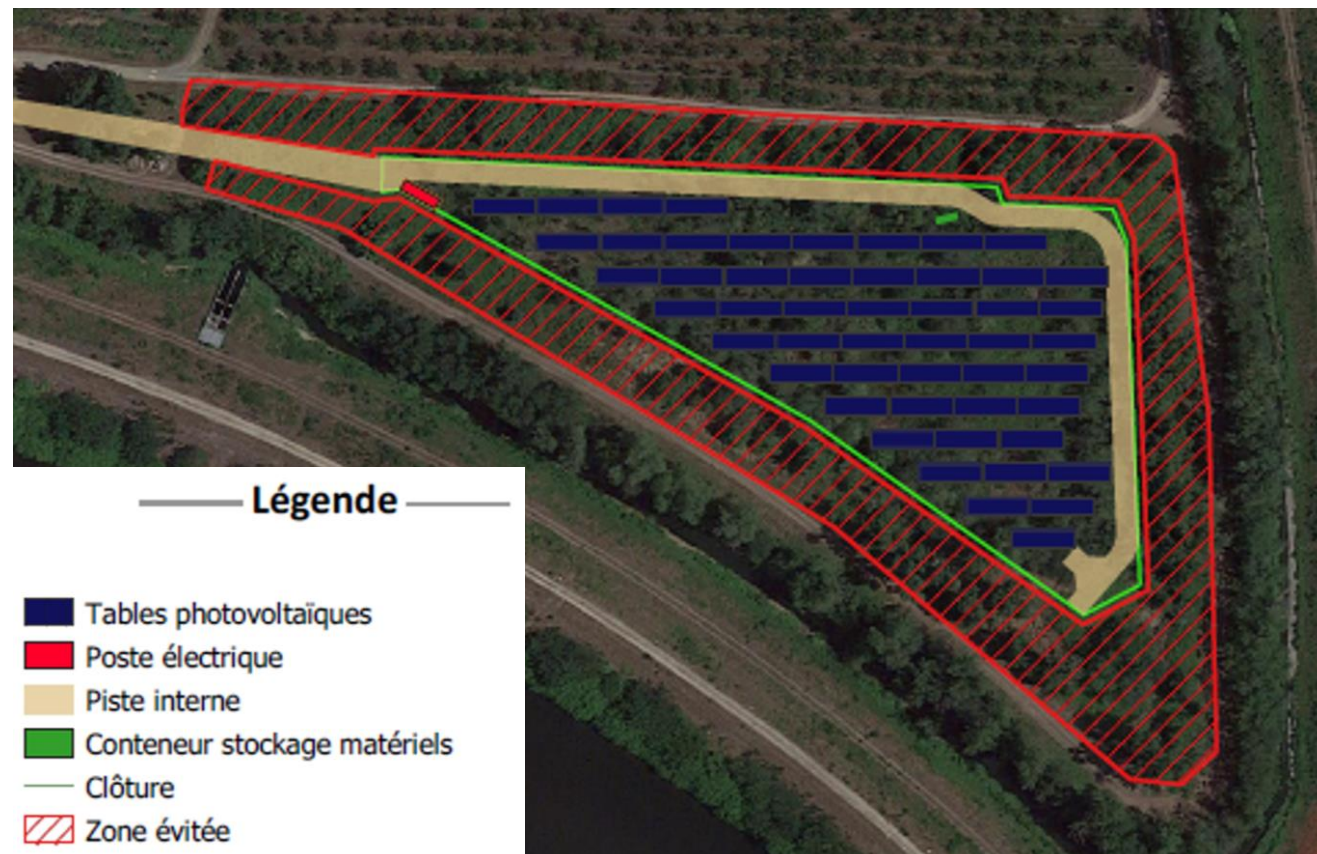 Légende
Tables photovoltaïques
Poste électrique
Piste interne
Conteneur stockage matériels
Clôture
Zone évitée